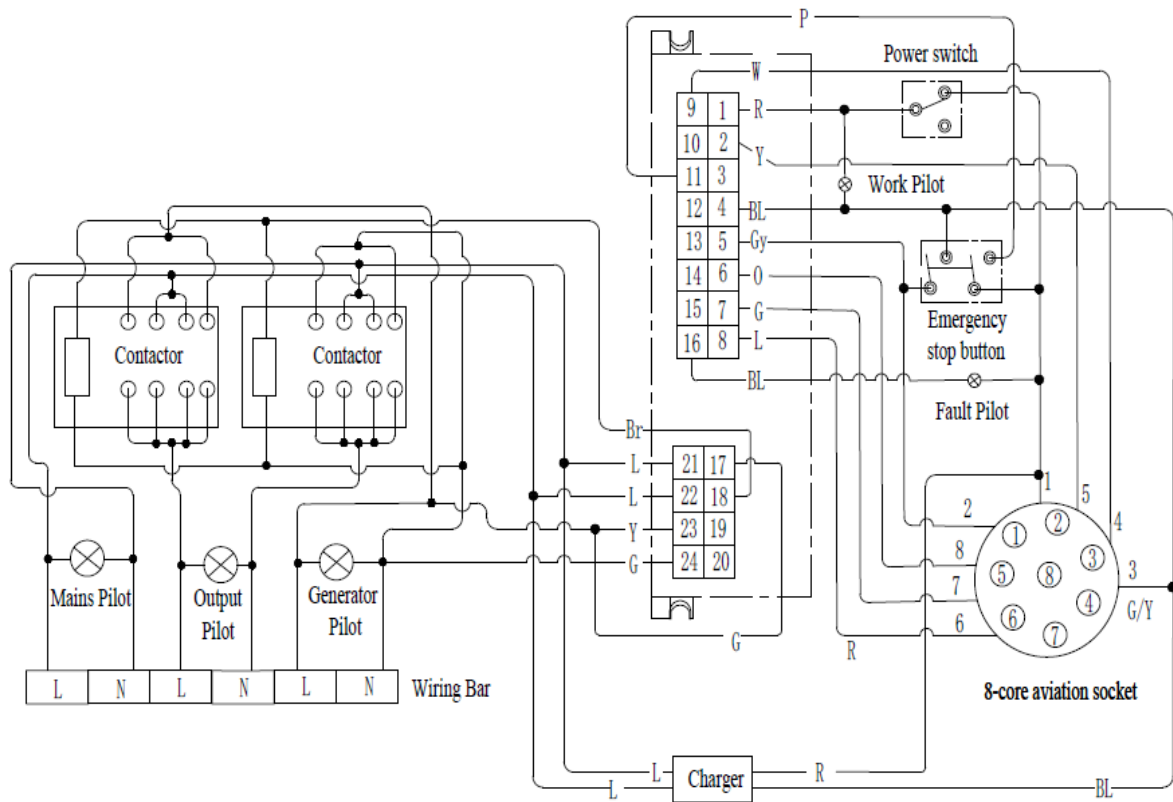 P
Power switch
W
9 1 R
10 2 Y
11 3
Work Pilot
12 4 BL
13 5 Gy
14 6 O
15 7 G
16 8 L
Emergency
stop button
Contactor
Contactor
BL
Fault Pilot
Br
L 21 17
L 22 18
Y 23 19
G 24 20
1
5
2
4
8
3
7
G/Y
6
① ② ③ ④ ⑤ ⑥ ⑦ ⑧
Mains Pilot
Output
Pilot
Generator
Pilot
G
R
L N L N L N
Wiring Bar
8-core aviation socket
L
L
Charger
R
BL